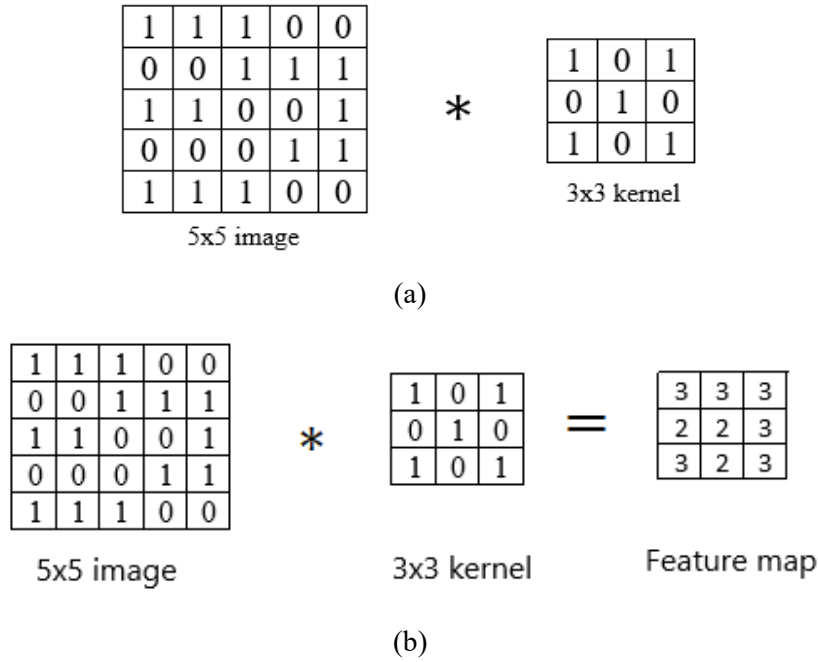 1 1 1 0 0
0 0 1 1 1
1 1 0 0 1
0 0 0 1 1
1 1 1 0 0
5x5 image
*
1 0 1
0 1 0
1 0 1
3x3 kernel
(a)
1 1 1 0 0
0 0 1 1 1
1 1 0 0 1
0 0 0 1 1
1 1 1 0 0
5x5 image
*
1 0 1
0 1 0
1 0 1
3x3 kernel
=
3 3 3
2 2 3
3 2 3
Feature map
(b)